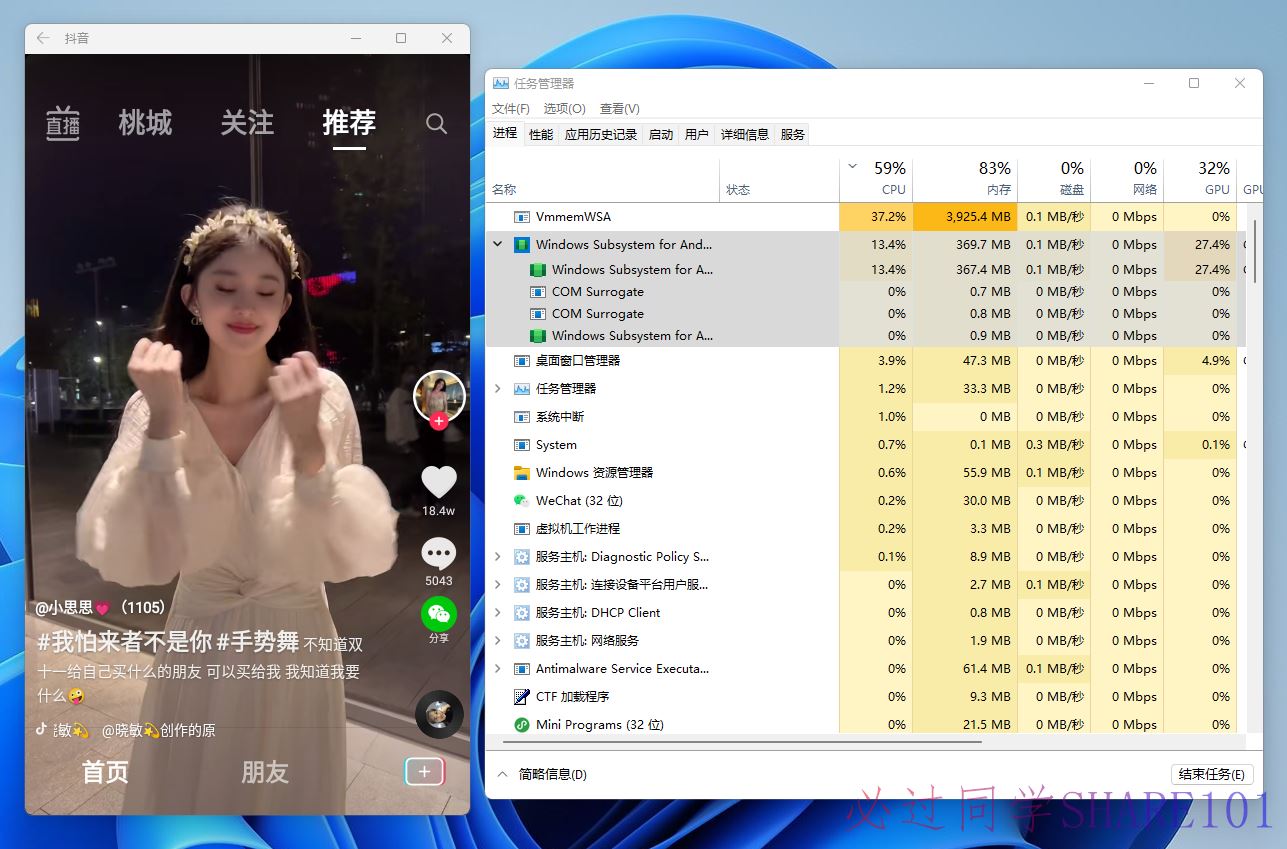 抖音
直播 桃城 关注 推荐
18.4w
5043
分享
@小思思💗（1105）
#我怕来者不是你 #手势舞 不知道双
十一给自己买什么的朋友 可以买给我 我知道我要
什么🤪
敏💫 @晓敏💫创作的原
首页 朋友
任务管理器
文件(F) 选项(O) 查看(V)
进程 性能 应用历史记录 启动 用户 详细信息 服务
59% 83% 0% 0% 32%
名称 状态 CPU 内存 磁盘 网络 GPU GPU
VmmemWSA 37.2% 3,925.4 MB 0.1 MB/秒 0 Mbps 0%
Windows Subsystem for And... 13.4% 369.7 MB 0.1 MB/秒 0 Mbps 27.4%
Windows Subsystem for A... 13.4% 367.4 MB 0.1 MB/秒 0 Mbps 27.4%
COM Surrogate 0% 0.7 MB 0 MB/秒 0 Mbps 0%
COM Surrogate 0% 0.8 MB 0 MB/秒 0 Mbps 0%
Windows Subsystem for A... 0% 0.9 MB 0 MB/秒 0 Mbps 0%
桌面窗口管理器 3.9% 47.3 MB 0 MB/秒 0 Mbps 4.9%
任务管理器 1.2% 33.3 MB 0 MB/秒 0 Mbps 0%
系统中断 1.0% 0 MB 0 MB/秒 0 Mbps 0%
System 0.7% 0.1 MB 0.3 MB/秒 0 Mbps 0.1%
Windows 资源管理器 0.6% 55.9 MB 0.1 MB/秒 0 Mbps 0%
WeChat (32 位) 0.2% 30.0 MB 0 MB/秒 0 Mbps 0%
虚拟机工作进程 0.2% 3.3 MB 0 MB/秒 0 Mbps 0%
服务主机: Diagnostic Policy S... 0.1% 8.9 MB 0 MB/秒 0 Mbps 0%
服务主机: 连接设备平台用户服... 0% 2.7 MB 0.1 MB/秒 0 Mbps 0%
服务主机: DHCP Client 0% 0.8 MB 0 MB/秒 0 Mbps 0%
服务主机: 网络服务 0% 1.9 MB 0 MB/秒 0 Mbps 0%
Antimalware Service Executa... 0% 61.4 MB 0.1 MB/秒 0 Mbps 0%
CTF 加载程序 0% 9.3 MB 0 MB/秒 0 Mbps 0%
Mini Programs (32 位) 0% 21.5 MB 0 MB/秒 0 Mbps 0%
简略信息(D) 结束任务(E)
必过同学SHARE101